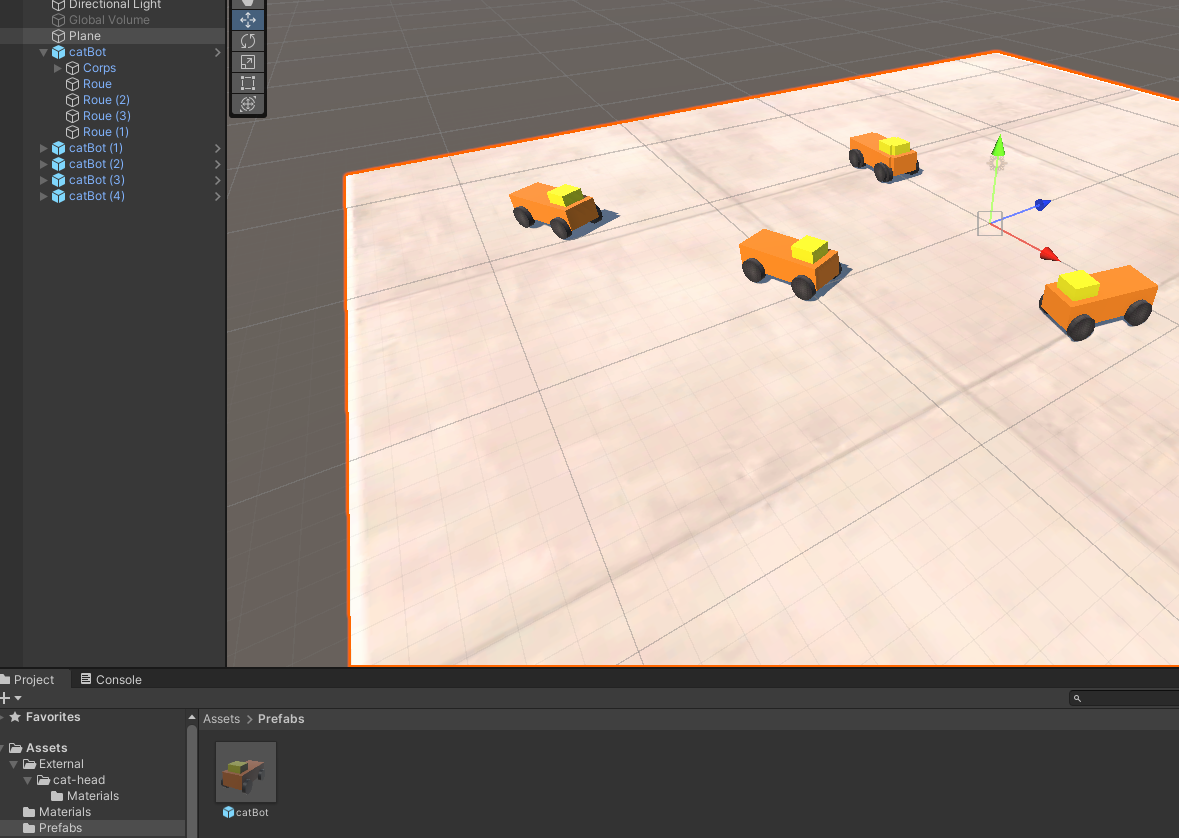 Directional Light
Global Volume
Plane
catBot
Corps
Roue
Roue (2)
Roue (3)
Roue (1)
catBot (1)
catBot (2)
catBot (3)
catBot (4)
Project
Console
Favorites
Assets > Prefabs
Assets
External
cat-head
Materials
Materials
Prefabs
catBot